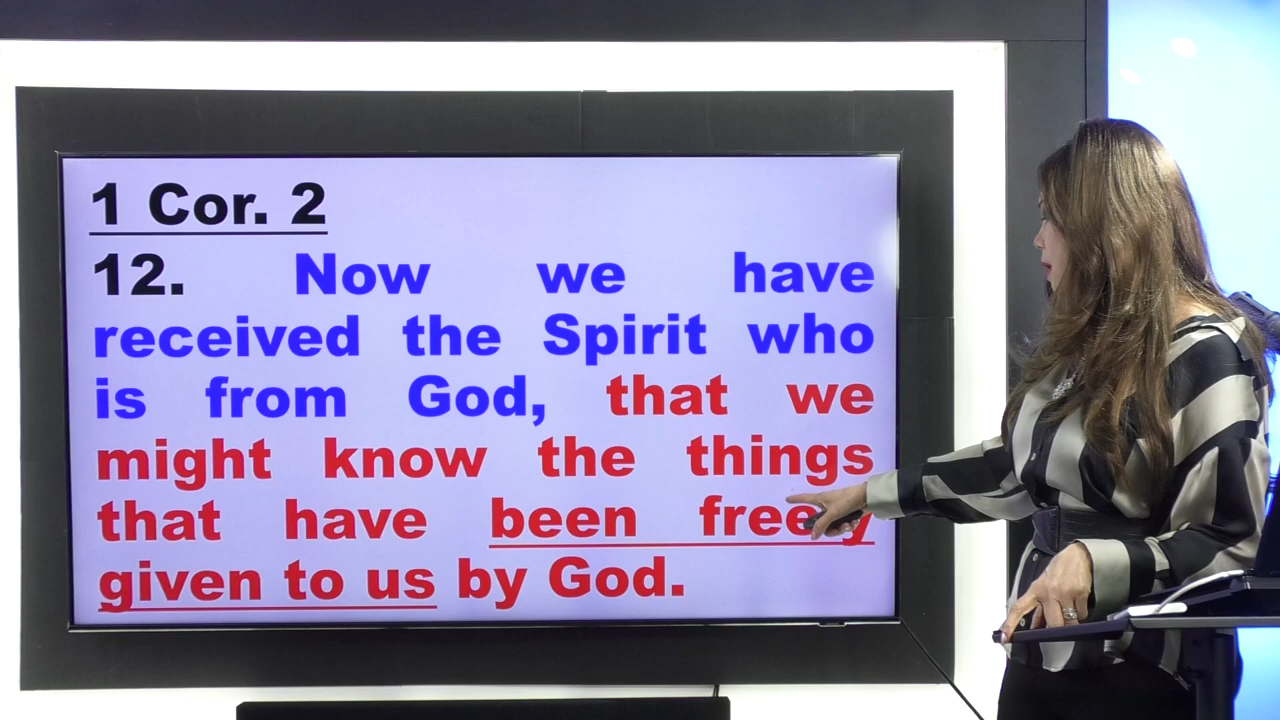 1 Cor. 2
12. Now we have
received the Spirit who
is from God, that we
might know the things
that have been freely
given to us by God.